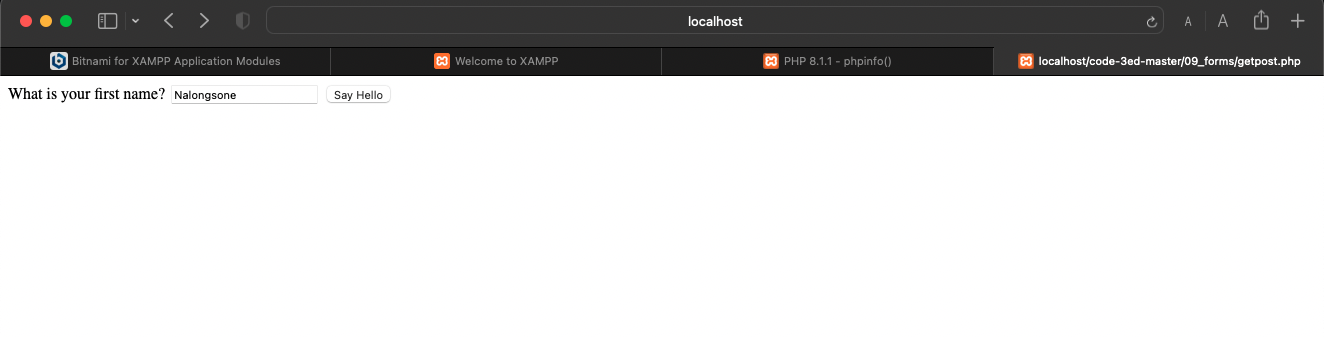 localhost
A A
Bitnami for XAMPP Application Modules
Welcome to XAMPP
PHP 8.1.1 - phpinfo()
localhost/code-3ed-master/09_forms/getpost.php
What is your first name? Nalongsone Say Hello